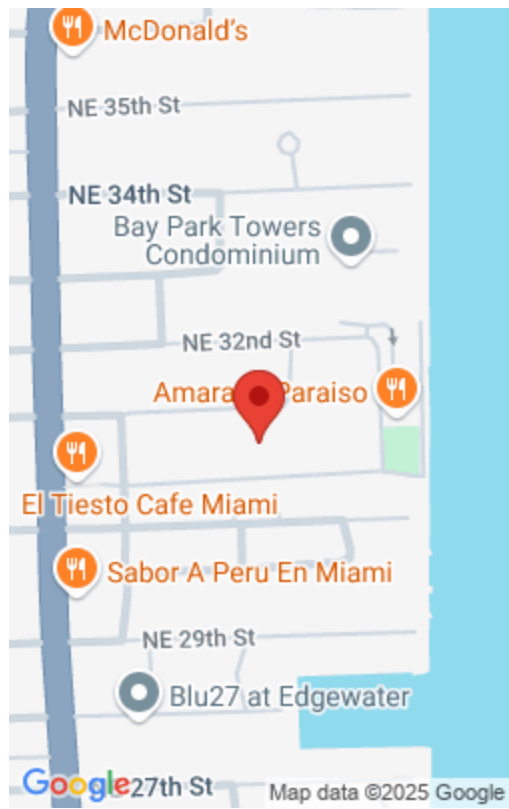 McDonald's
NE 35th St
NE 34th St
Bay Park Towers
Condominium
NE 32nd St
Amara Paraiso
El Tiesto Cafe Miami
Sabor A Peru En Miami
NE 29th St
Blu27 at Edgewater
Google
27th St
Map data ©2025 Google